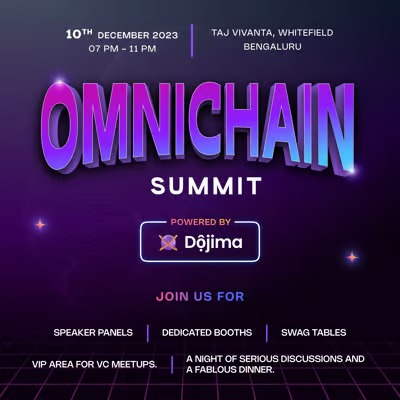 10TH DECEMBER 2023
07 PM – 11 PM
TAJ VIVANTA, WHITEFIELD
BENGALURU
OMNICHAIN
SUMMIT
POWERED BY
Dộjima
JOIN US FOR
SPEAKER PANELS
DEDICATED BOOTHS
SWAG TABLES
VIP AREA FOR VC MEETUPS.
A NIGHT OF SERIOUS DISCUSSIONS AND
A FABLOUS DINNER.